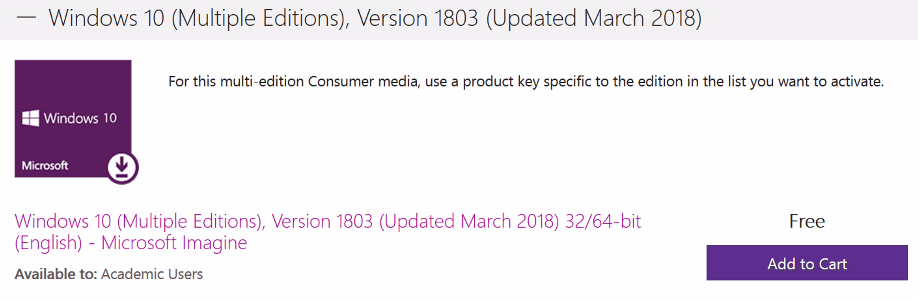 Windows 10 (Multiple Editions), Version 1803 (Updated March 2018)
For this multi-edition Consumer media, use a product key specific to the edition in the list you want to activate.
Windows 10
Microsoft
Windows 10 (Multiple Editions), Version 1803 (Updated March 2018) 32/64-bit
(English) - Microsoft Imagine
Available to: Academic Users
Free
Add to Cart